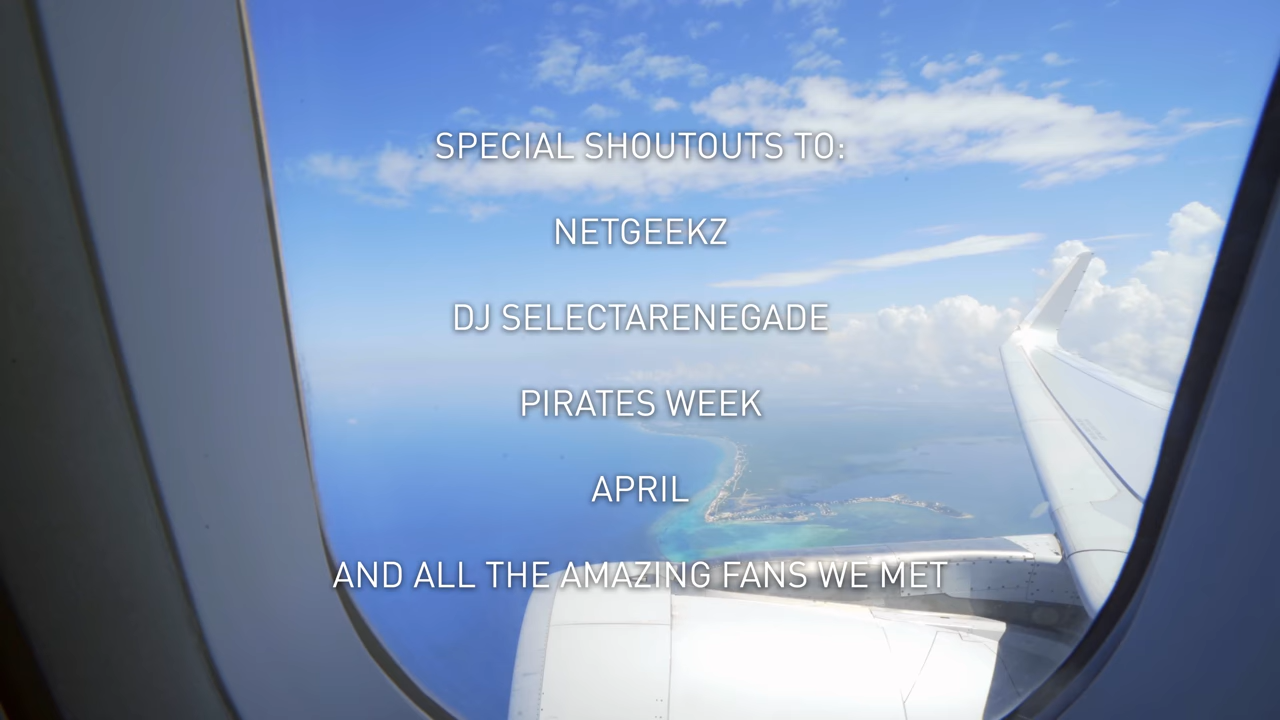 SPECIAL SHOUTOUTS TO:
NETGEEKZ
DJ SELECTARENEGADE
PIRATES WEEK
APRIL
AND ALL THE AMAZING FANS WE MET